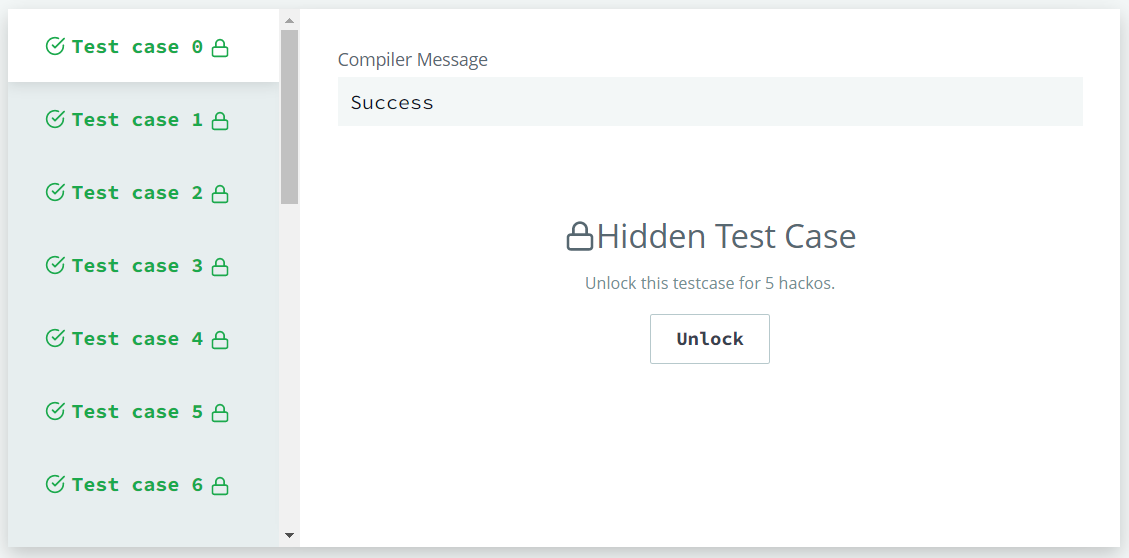 Test case 0
Test case 1
Test case 2
Test case 3
Test case 4
Test case 5
Test case 6
Compiler Message
Success
Hidden Test Case
Unlock this testcase for 5 hackos.
Unlock